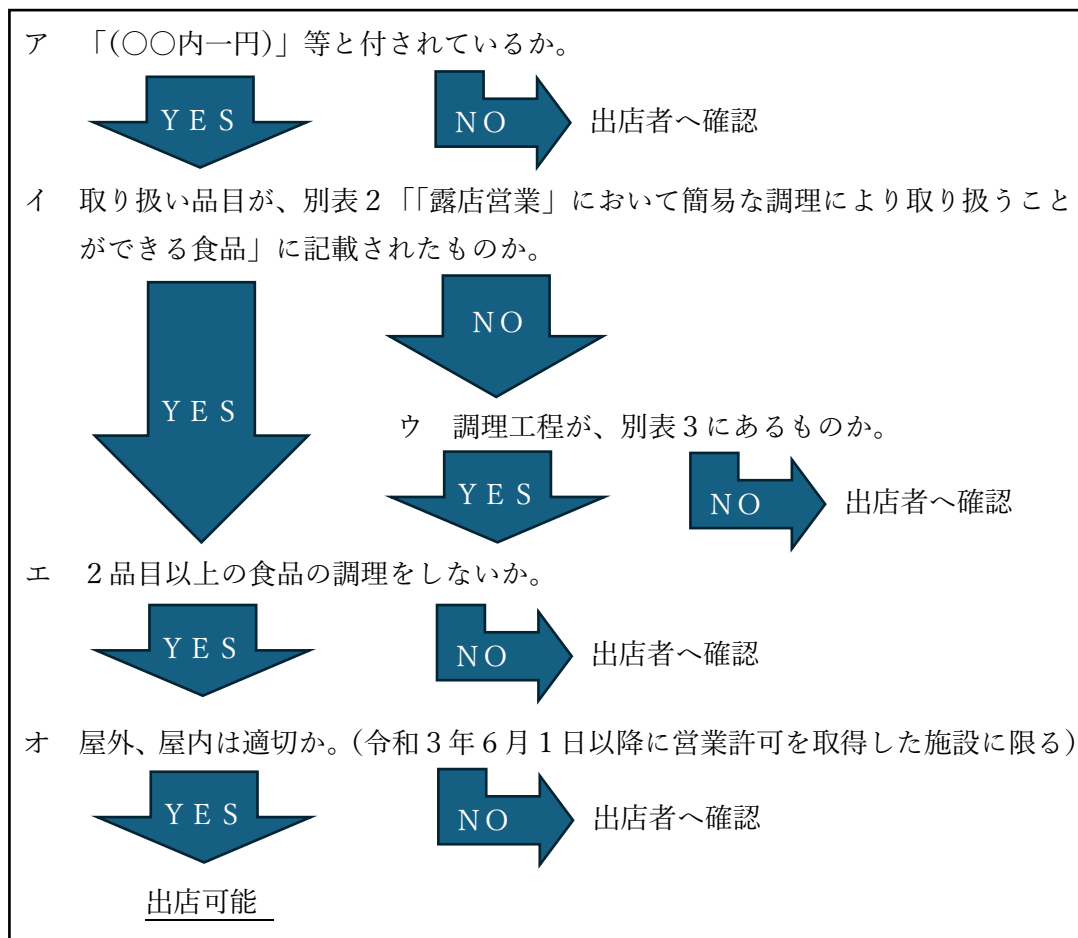 ア 「(○○内一円)」等と付されているか。
ＹＥＳ
ＮＯ
出店者へ確認
イ 取り扱い品目が、別表２「「露店営業」において簡易な調理により取り扱うこと
ができる食品」に記載されたものか。
ＹＥＳ
ＮＯ
ウ 調理工程が、別表３にあるものか。
ＹＥＳ
ＮＯ
出店者へ確認
エ ２品目以上の食品の調理をしないか。
ＹＥＳ
ＮＯ
出店者へ確認
オ 屋外、屋内は適切か。(令和３年６月１日以降に営業許可を取得した施設に限る)
ＹＥＳ
ＮＯ
出店者へ確認
出店可能